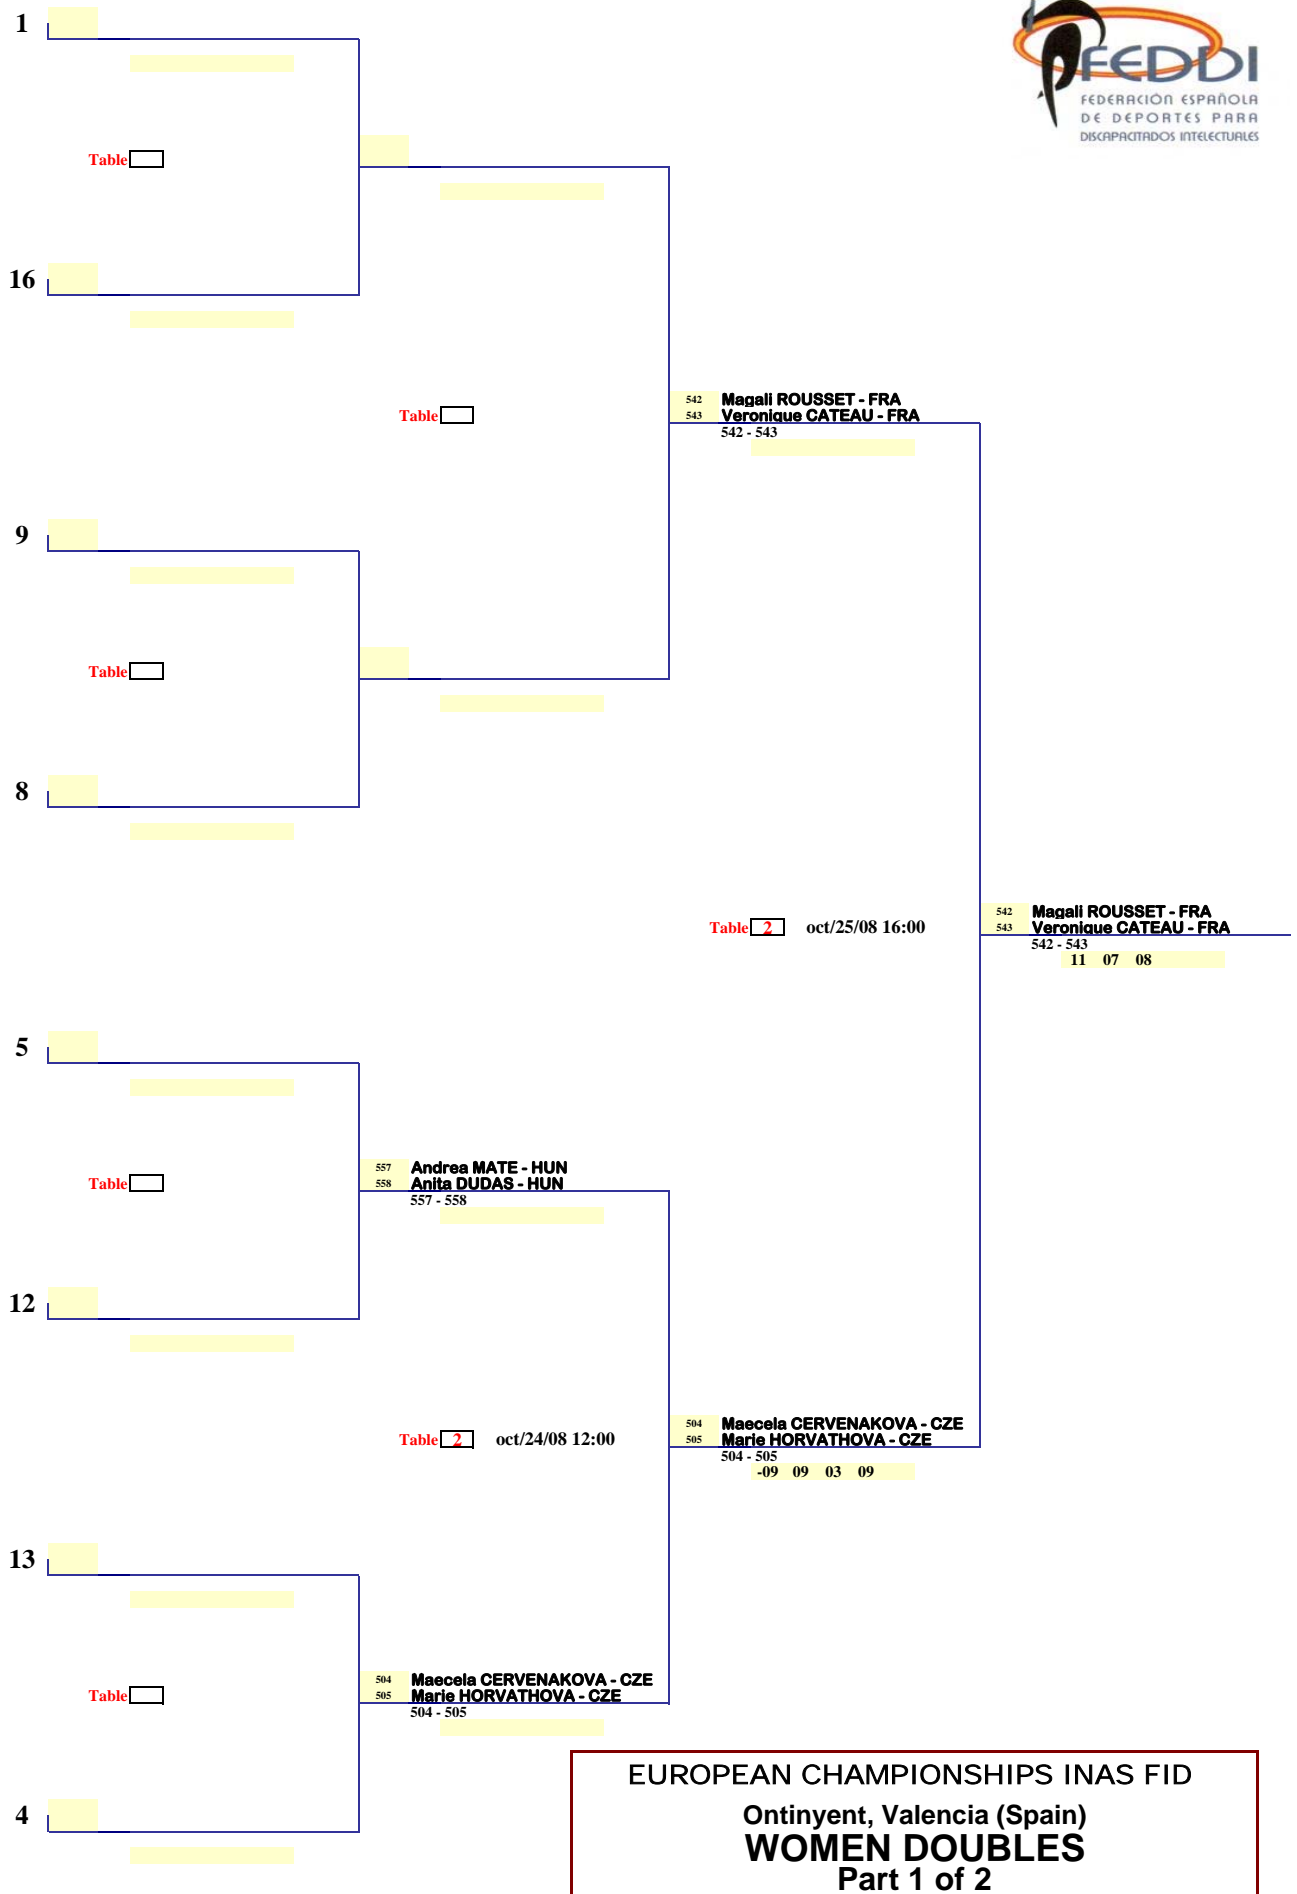 1
FEDDI
FEDERACIÓN ESPAÑOLA
DE DEPORTES PARA
DISCAPACITADOS INTELECTUALES
Table
16
Table
542 Magali ROUSSET - FRA
543 Veronique CATEAU - FRA
542 - 543
9
Table
8
Table 2 oct/25/08 16:00
542 Magali ROUSSET - FRA
543 Veronique CATEAU - FRA
542 - 543
11 07 08
5
Table
557 Andrea MATE - HUN
558 Anita DUDAS - HUN
557 - 558
12
Table 2 oct/24/08 12:00
504 Maecela CERVENAKOVA - CZE
505 Marie HORVATHOVA - CZE
504 - 505
-09 09 03 09
13
Table
504 Maecela CERVENAKOVA - CZE
505 Marie HORVATHOVA - CZE
504 - 505
4
EUROPEAN CHAMPIONSHIPS INAS FID
Ontinyent, Valencia (Spain)
WOMEN DOUBLES
Part 1 of 2